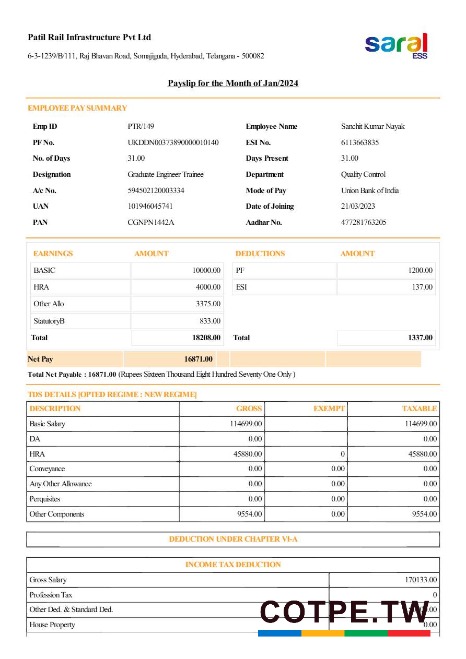 Patil Rail Infrastructure Pvt Ltd
saral
ESS
6-3-1239/B/111, Raj Bhavan Road, Somajiguda, Hyderabad, Telangana - 500082
Payslip for the Month of Jan/2024
EMPLOYEE PAY SUMMARY
Emp ID PTR/149 Employee Name Sanchit Kumar Nayak
PF No. UKDDN00373890000010140 ESI No. 6113663835
No. of Days 31.00 Days Present 31.00
Designation Graduate Engineer Trainee Department Quality Control
A/c No. 594502120003334 Mode of Pay Union Bank of India
UAN 101946045741 Date of Joining 21/03/2023
PAN CGNPN1442A Aadhar No. 477281763205
EARNINGS AMOUNT DEDUCTIONS AMOUNT
BASIC 10000.00 PF 1200.00
HRA 4000.00 ESI 137.00
Other Allo 3375.00
StatutoryB 833.00
Total 18208.00 Total 1337.00
Net Pay 16871.00
Total Net Payable : 16871.00 (Rupees Sixteen Thousand Eight Hundred Seventy One Only )
TDS DETAILS [OPTED REGIME : NEW REGIME]
DESCRIPTION GROSS EXEMPT TAXABLE
Basic Salary 114699.00 114699.00
DA 0.00 0.00
HRA 45880.00 0 45880.00
Conveyance 0.00 0.00 0.00
Any Other Allowance 0.00 0.00 0.00
Perquisites 0.00 0.00 0.00
Other Components 9554.00 0.00 9554.00
DEDUCTION UNDER CHAPTER VI-A
INCOME TAX DEDUCTION
Gross Salary 170133.00
Profession Tax 0
Other Ded. & Standard Ded.
House Property 0.00
COTPE.TW